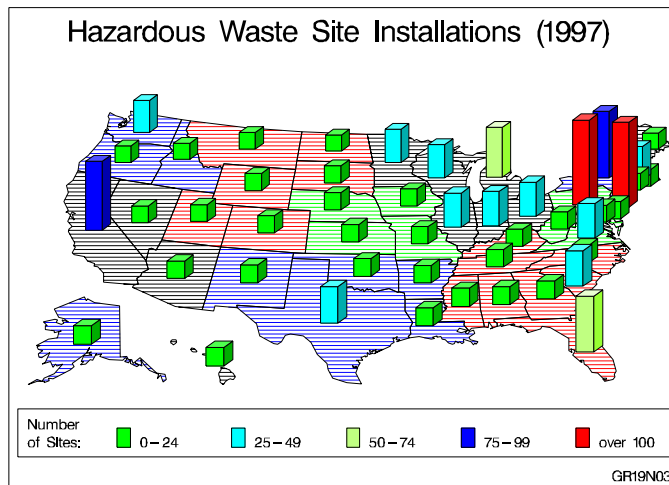 Hazardous Waste Site Installations (1997)
Number
of Sites:
0-24
25-49
50-74
75-99
over 100
GR19N03